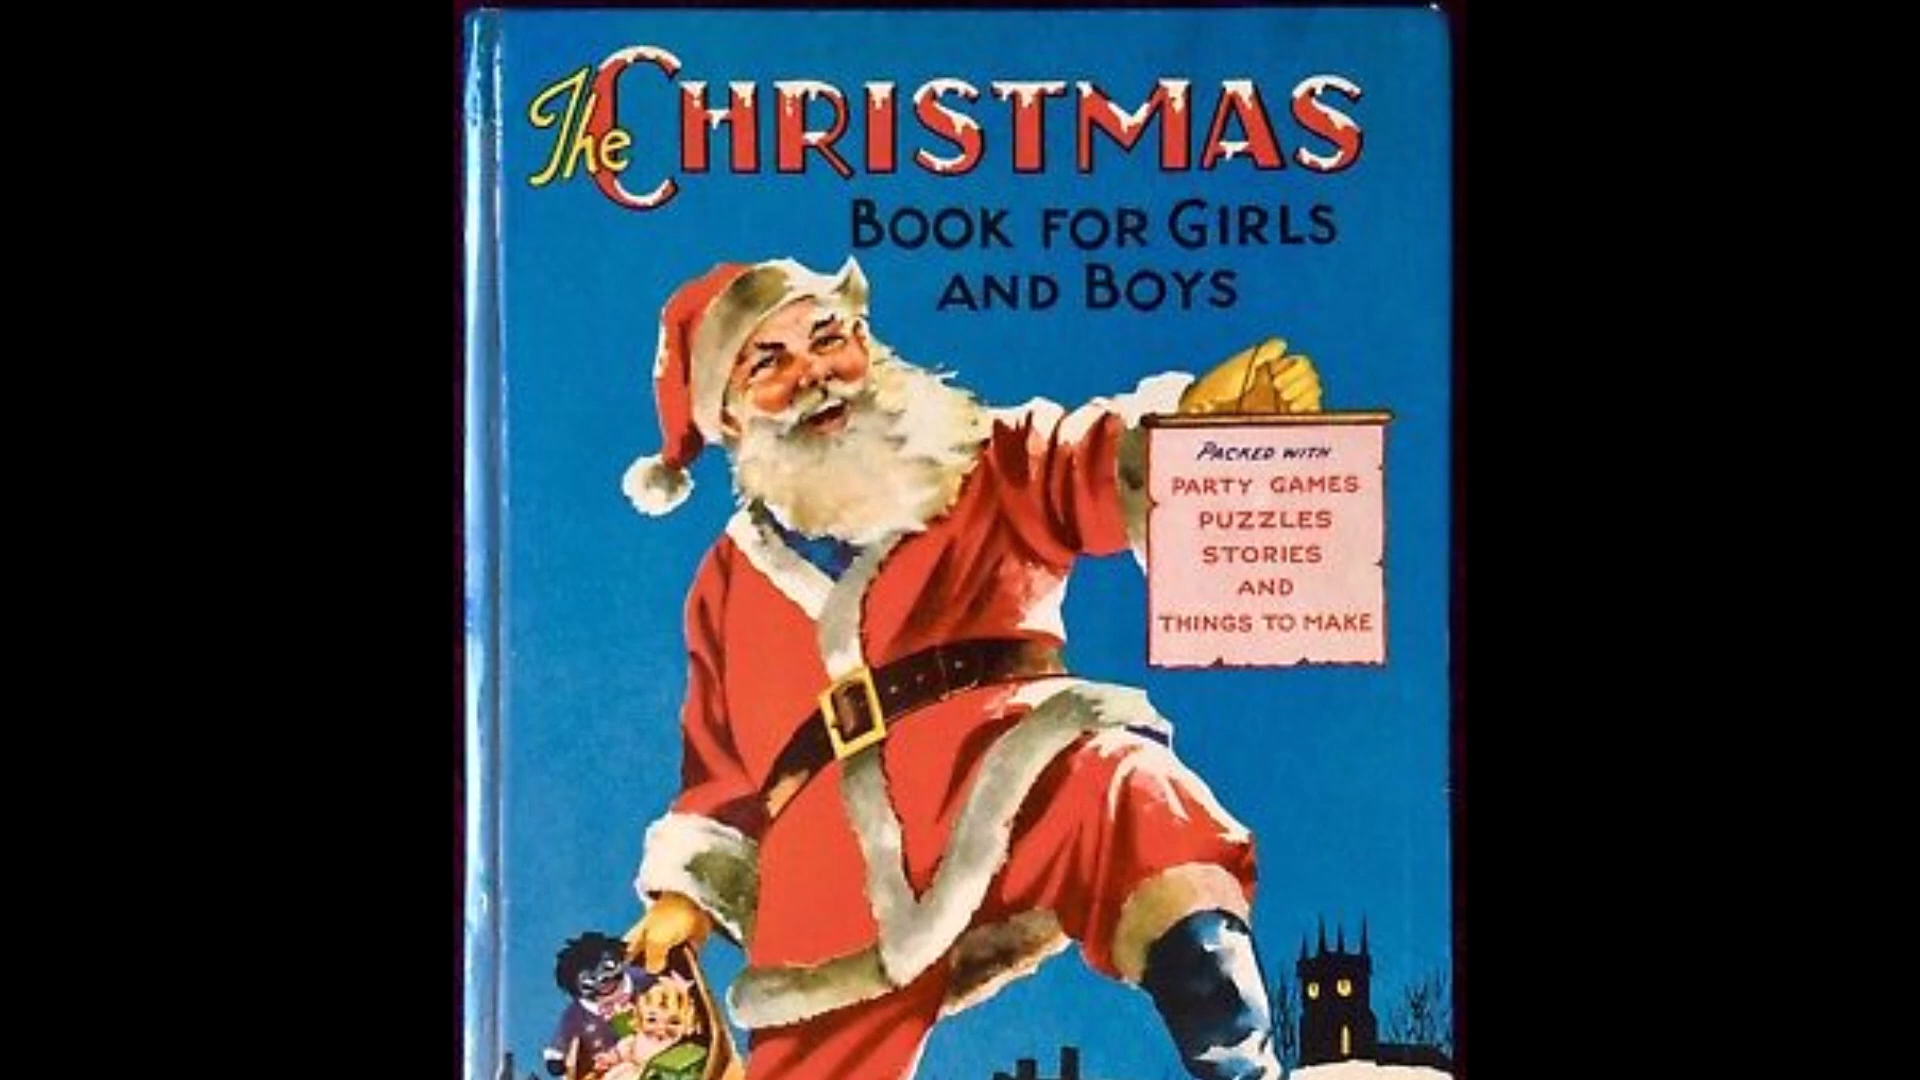 The CHRISTMAS
BOOK FOR GIRLS
AND BOYS
PACKED WITH
PARTY GAMES
PUZZLES
STORIES
AND
THINGS TO MAKE